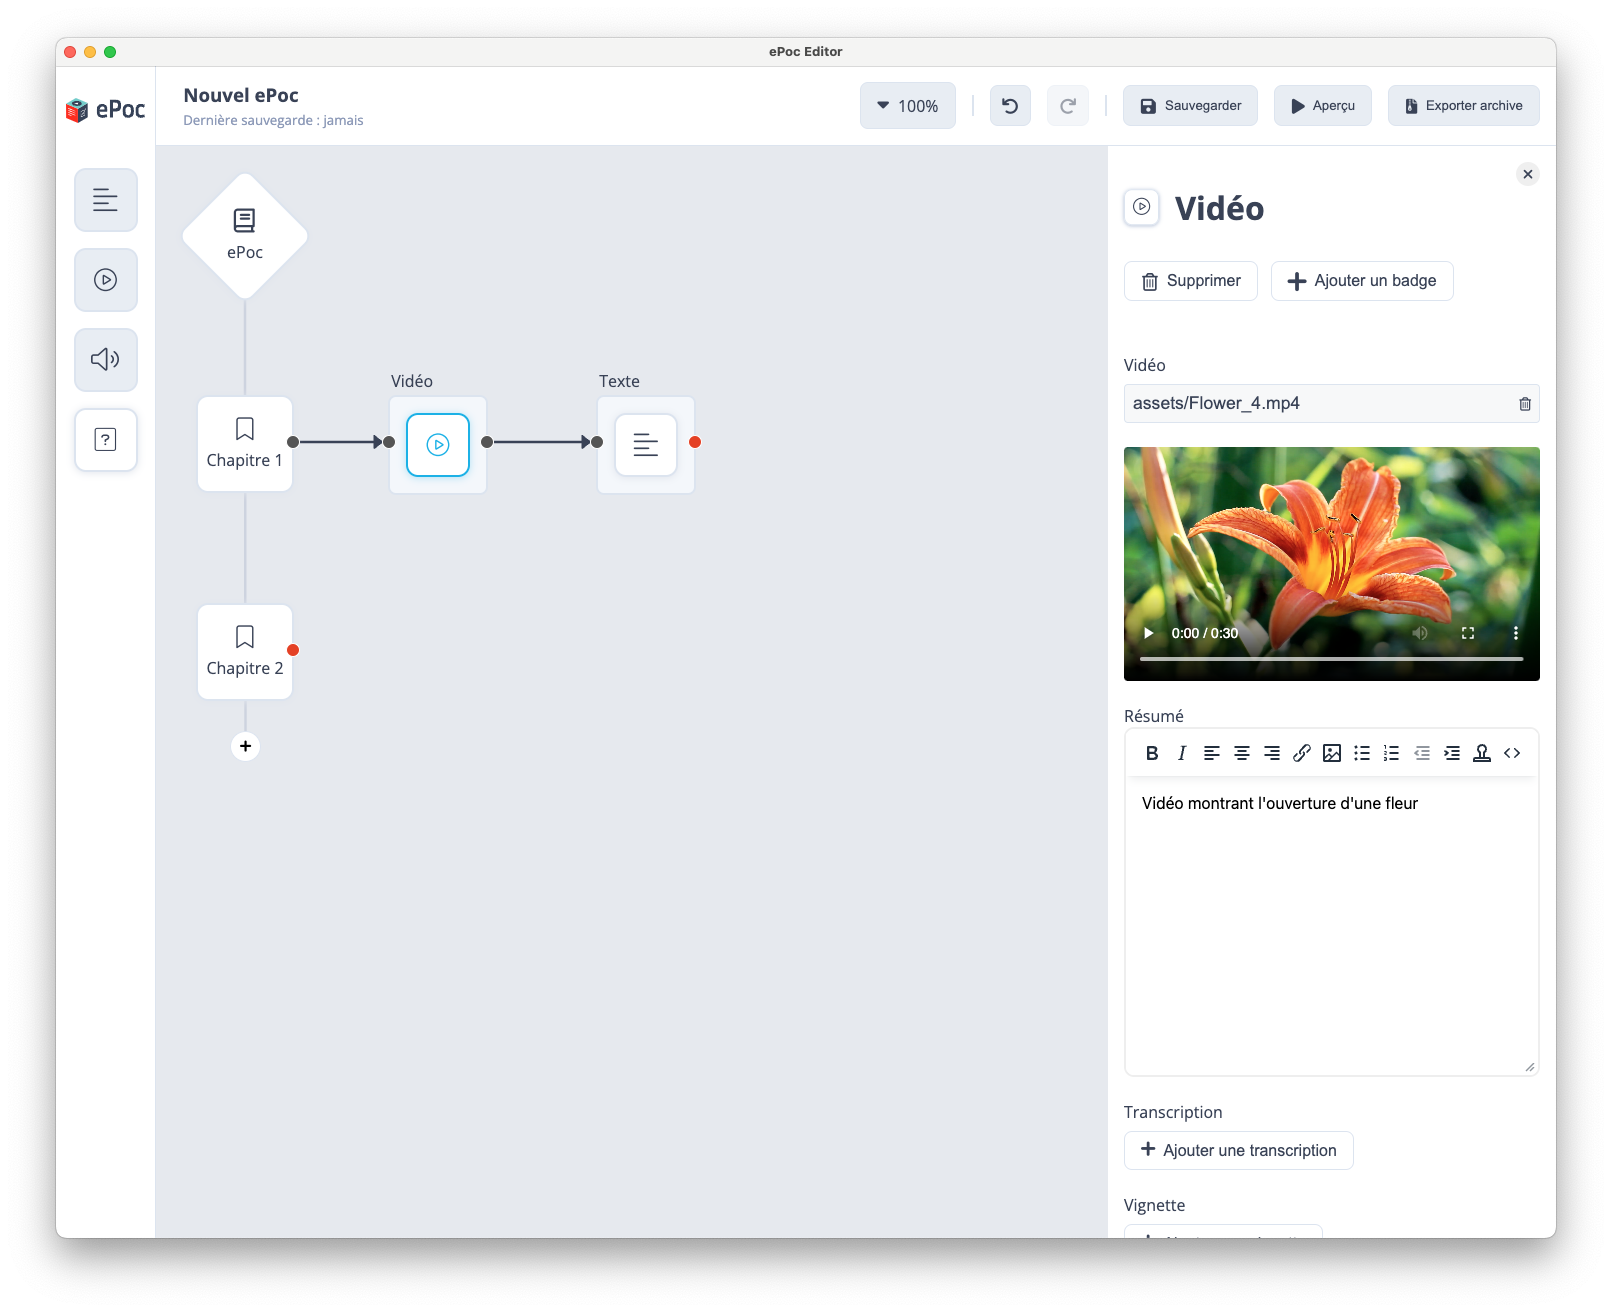 ePoc Editor
ePoc
Nouvel ePoc
Dernière sauvegarde : jamais
100%
Sauvegarder
Aperçu
Exporter archive
ePoc
Vidéo
Texte
Chapitre 1
Chapitre 2
Vidéo
Supprimer
Ajouter un badge
Vidéo
assets/Flower_4.mp4
0:00 / 0:30
Résumé
Vidéo montrant l'ouverture d'une fleur
Transcription
Ajouter une transcription
Vignette